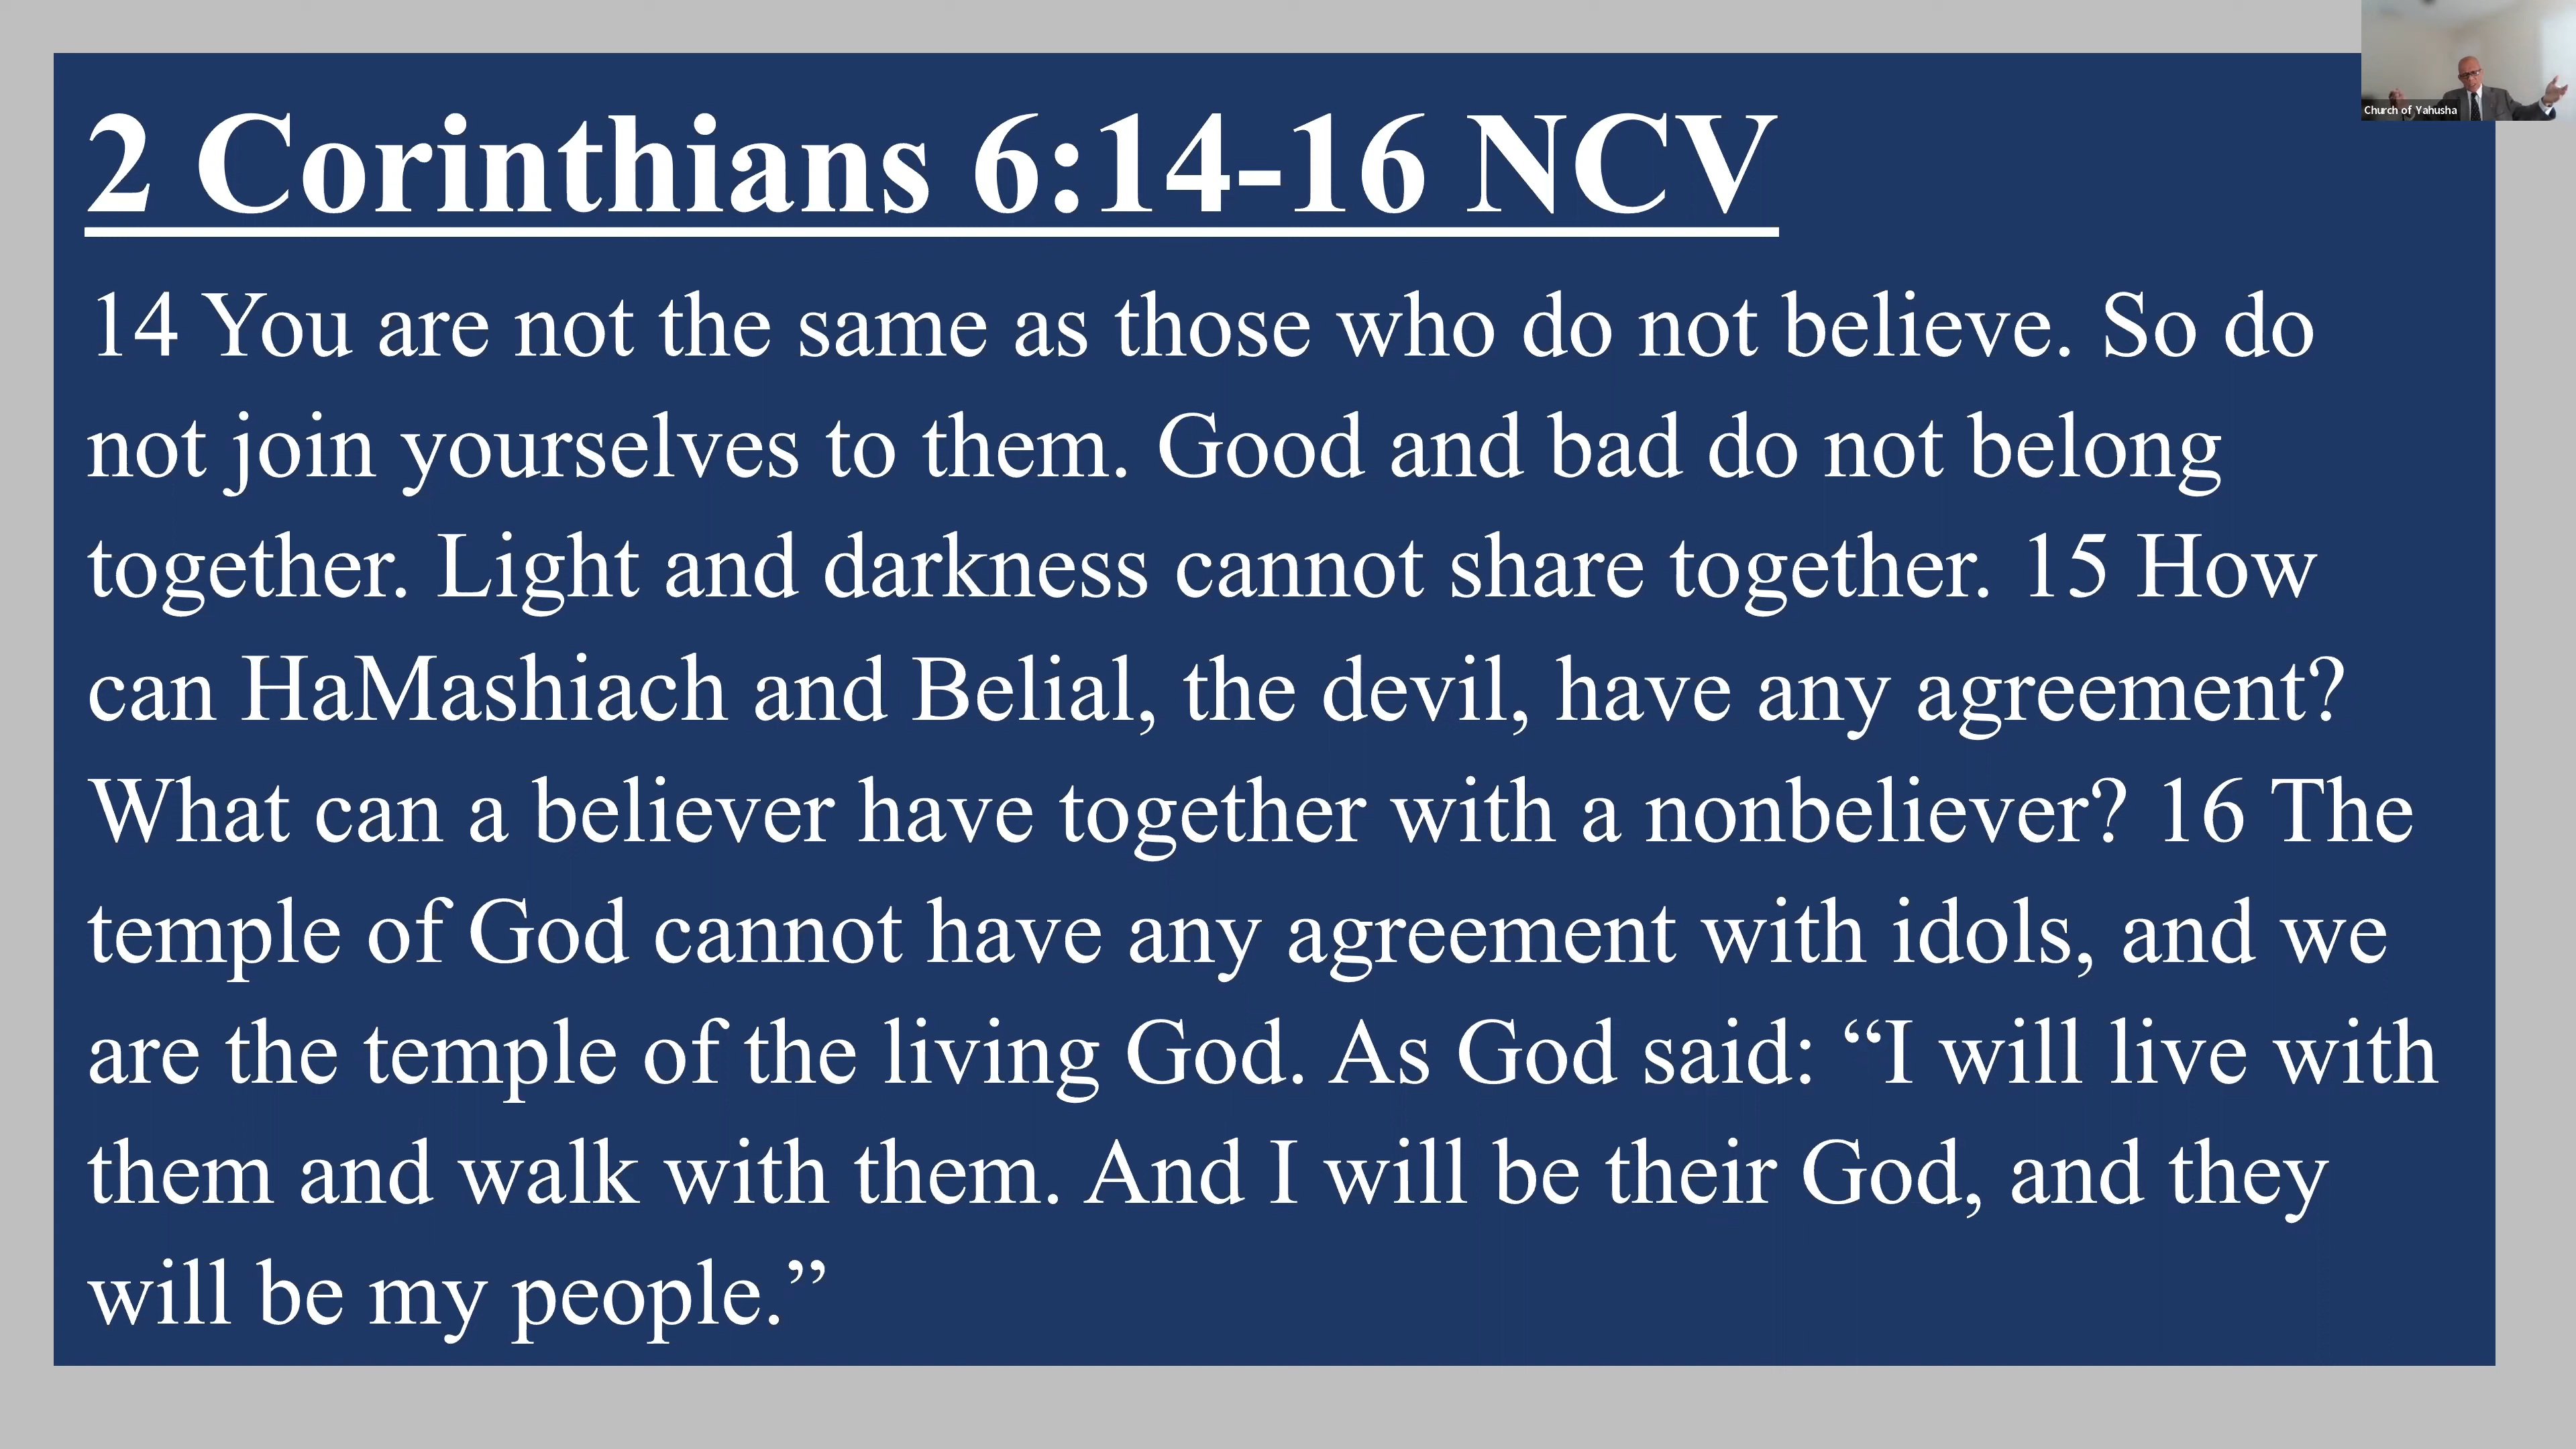 2 Corinthians 6:14-16 NCV
14 You are not the same as those who do not believe. So do
not join yourselves to them. Good and bad do not belong
together. Light and darkness cannot share together. 15 How
can HaMashiach and Belial, the devil, have any agreement?
What can a believer have together with a nonbeliever? 16 The
temple of God cannot have any agreement with idols, and we
are the temple of the living God. As God said: “I will live with
them and walk with them. And I will be their God, and they
will be my people.”
Church of Yahusha